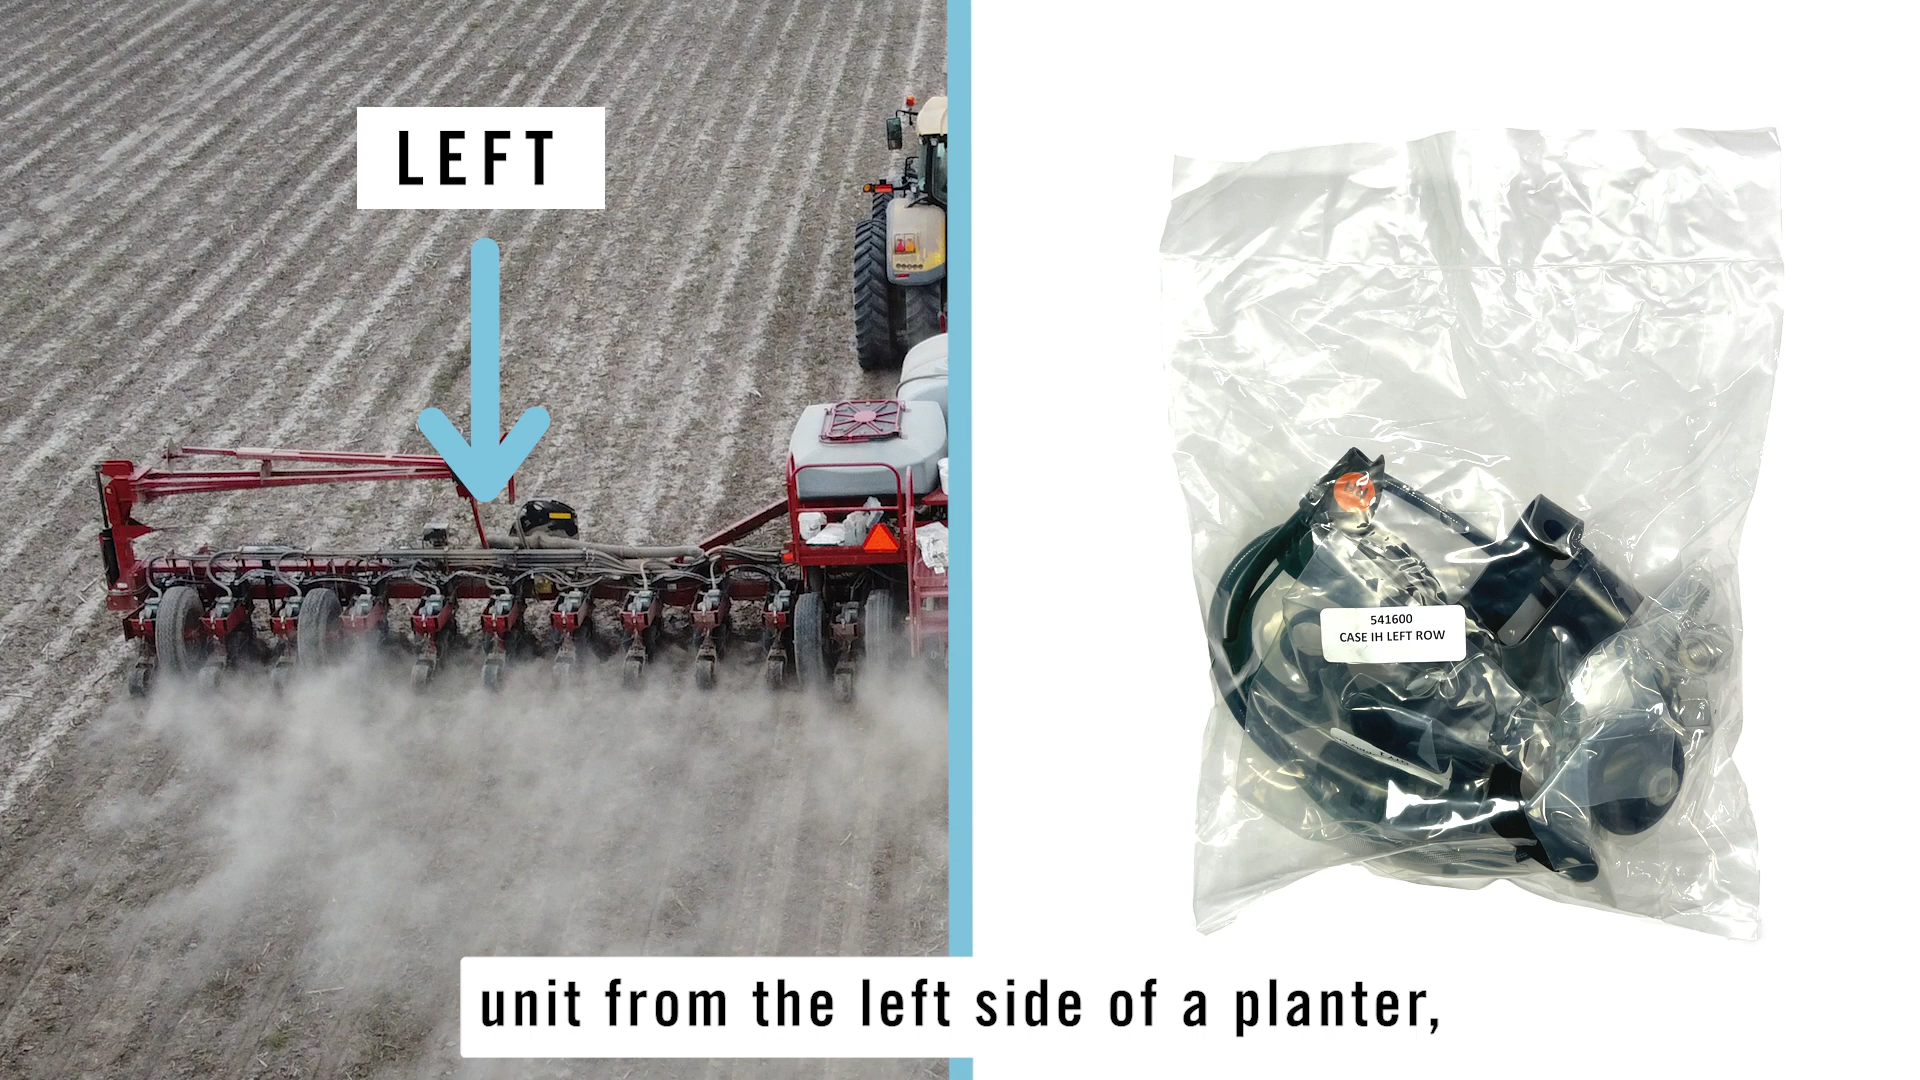 LEFT
541600
CASE IH LEFT ROW
unit from the left side of a planter,